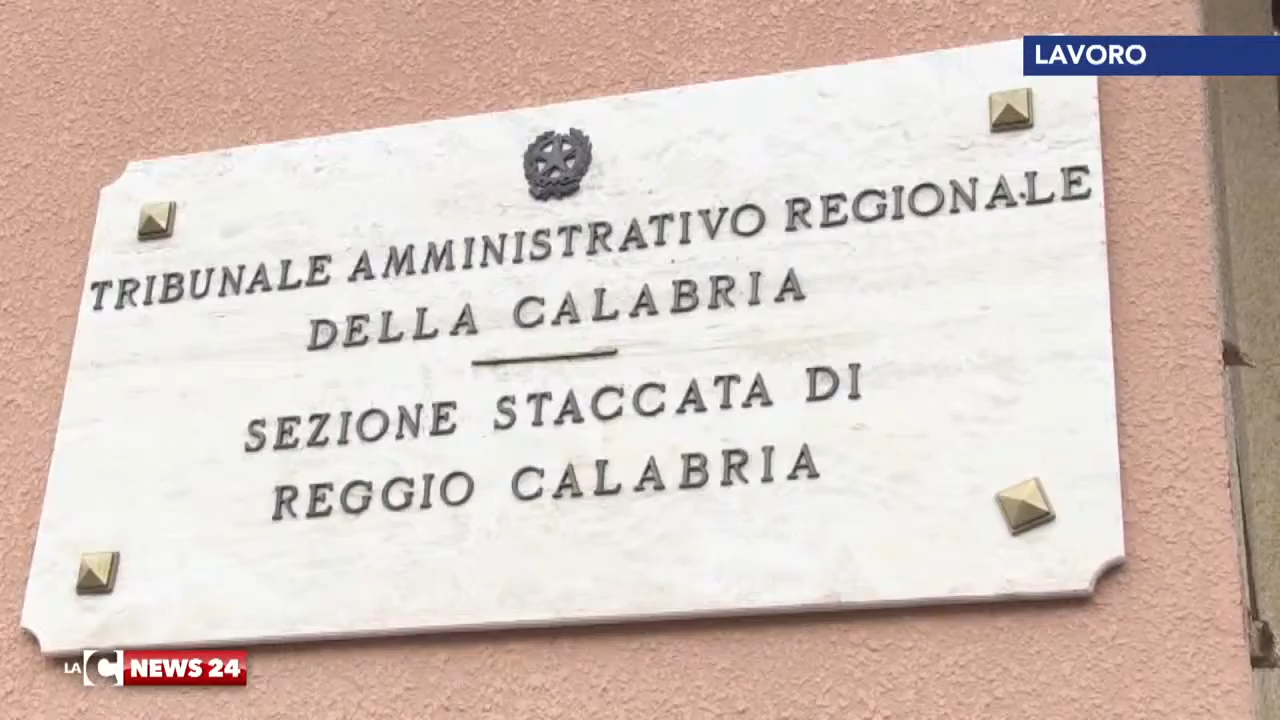 LAVORO
TRIBUNALE AMMINISTRATIVO REGIONALE
DELLA CALABRIA
SEZIONE STACCATA DI
REGGIO CALABRIA
LA C NEWS 24